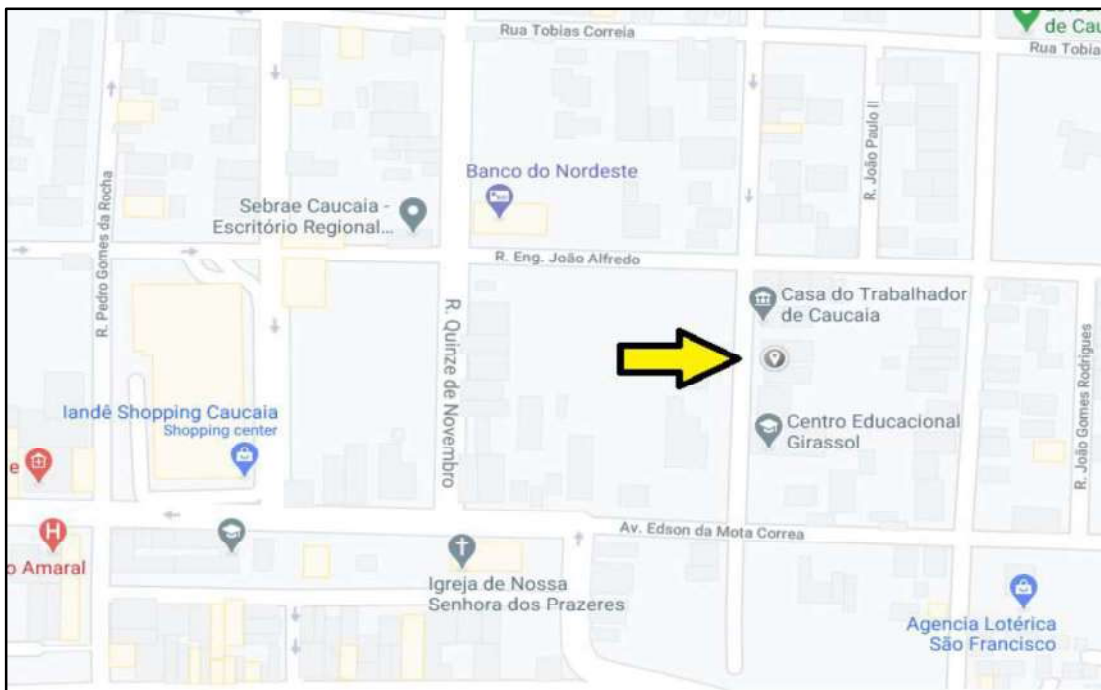 de Cau
Rua Tobias Correia
Rua Tobia
R. João Paulo II
Banco do Nordeste
Sebrae Caucaia -
Escritório Regional...
R. Pedro Gomes da Rocha
R. Eng. João Alfredo
Casa do Trabalhador
de Caucaia
R. Quinze de Novembro
R. João Gomes Rodrigues
Iandê Shopping Caucaia
Shopping center
Centro Educacional
Girassol
e
Av. Edson da Mota Correa
H
o Amaral
Igreja de Nossa
Senhora dos Prazeres
Agencia Lotérica
São Francisco